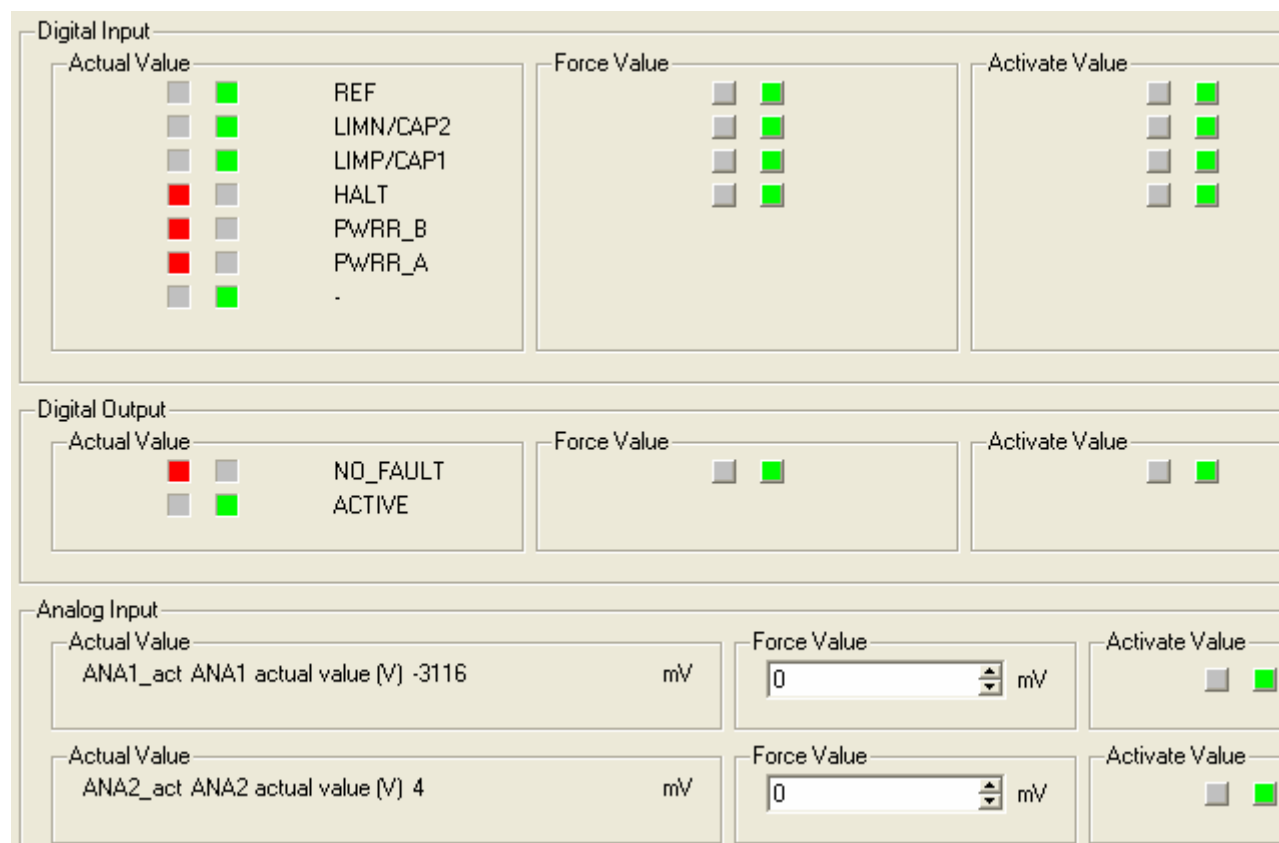 Digital Input
Actual Value Force Value Activate Value
REF
LIMN/CAP2
LIMP/CAP1
HALT
PWRR_B
PWRR_A
-
Digital Output
Actual Value Force Value Activate Value
NO_FAULT
ACTIVE
Analog Input
Actual Value Force Value Activate Value
ANA1_act ANA1 actual value (V) -3116 mV 0 mV
Actual Value Force Value Activate Value
ANA2_act ANA2 actual value (V) 4 mV 0 mV